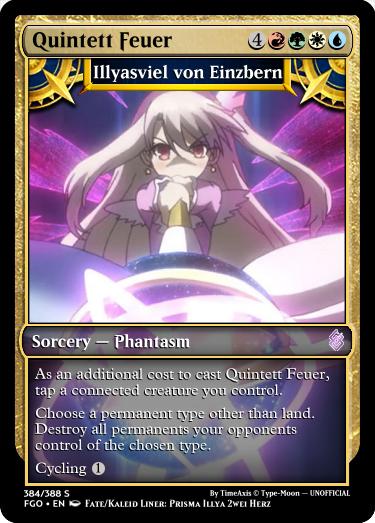 Quintett Feuer 4
Illyasviel von Einzbern
Sorcery — Phantasm
As an additional cost to cast Quintett Feuer,
tap a connected creature you control.
Choose a permanent type other than land.
Destroy all permanents your opponents
control of the chosen type.
Cycling 1
384/388 S
FGO • EN Fate/Kaleid Liner: Prisma Illya 2wei Herz
By TimeAxis © Type-Moon — UNOFFICIAL